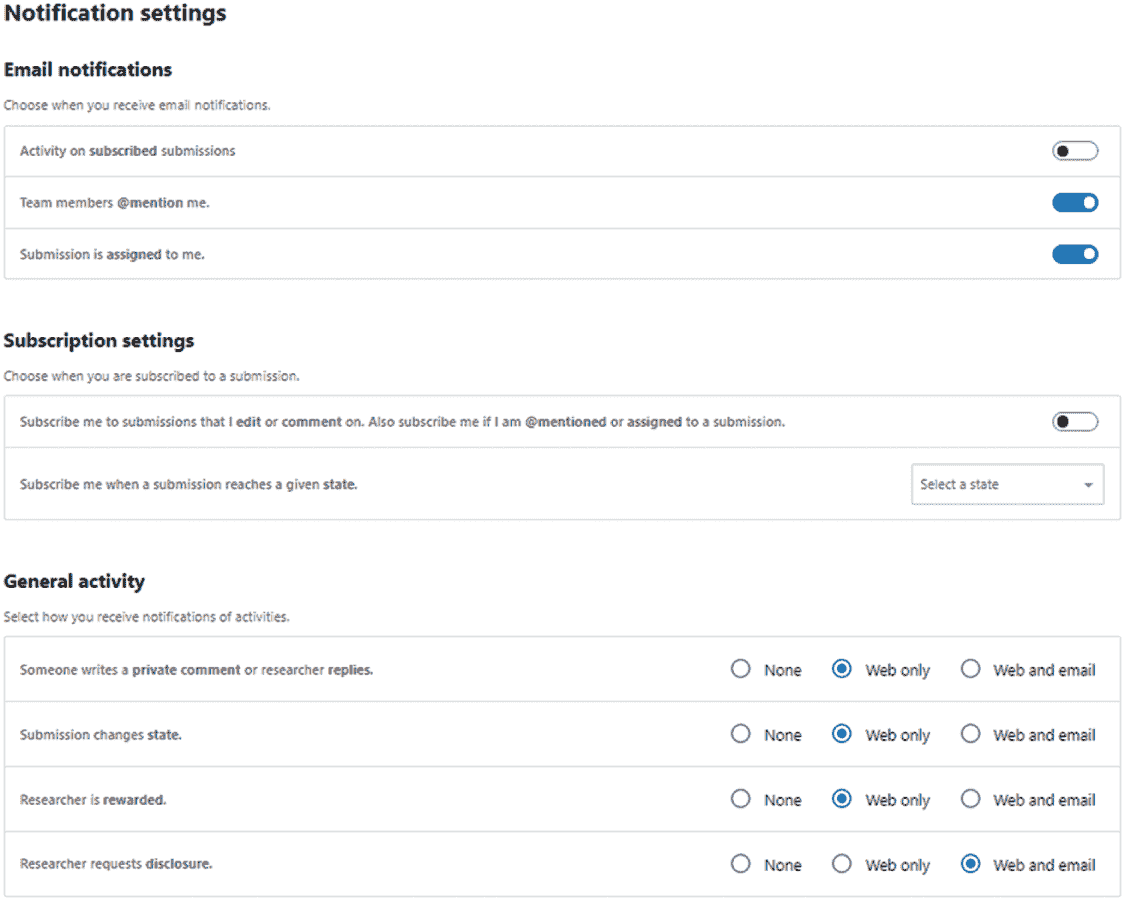 Notification settings
Email notifications
Choose when you receive email notifications.
Activity on subscribed submissions
Team members @mention me.
Submission is assigned to me.
Subscription settings
Choose when you are subscribed to a submission.
Subscribe me to submissions that I edit or comment on. Also subscribe me if I am @mentioned or assigned to a submission.
Subscribe me when a submission reaches a given state. Select a state
General activity
Select how you receive notifications of activities.
Someone writes a private comment or researcher replies. None Web only Web and email
Submission changes state. None Web only Web and email
Researcher is rewarded. None Web only Web and email
Researcher requests disclosure. None Web only Web and email